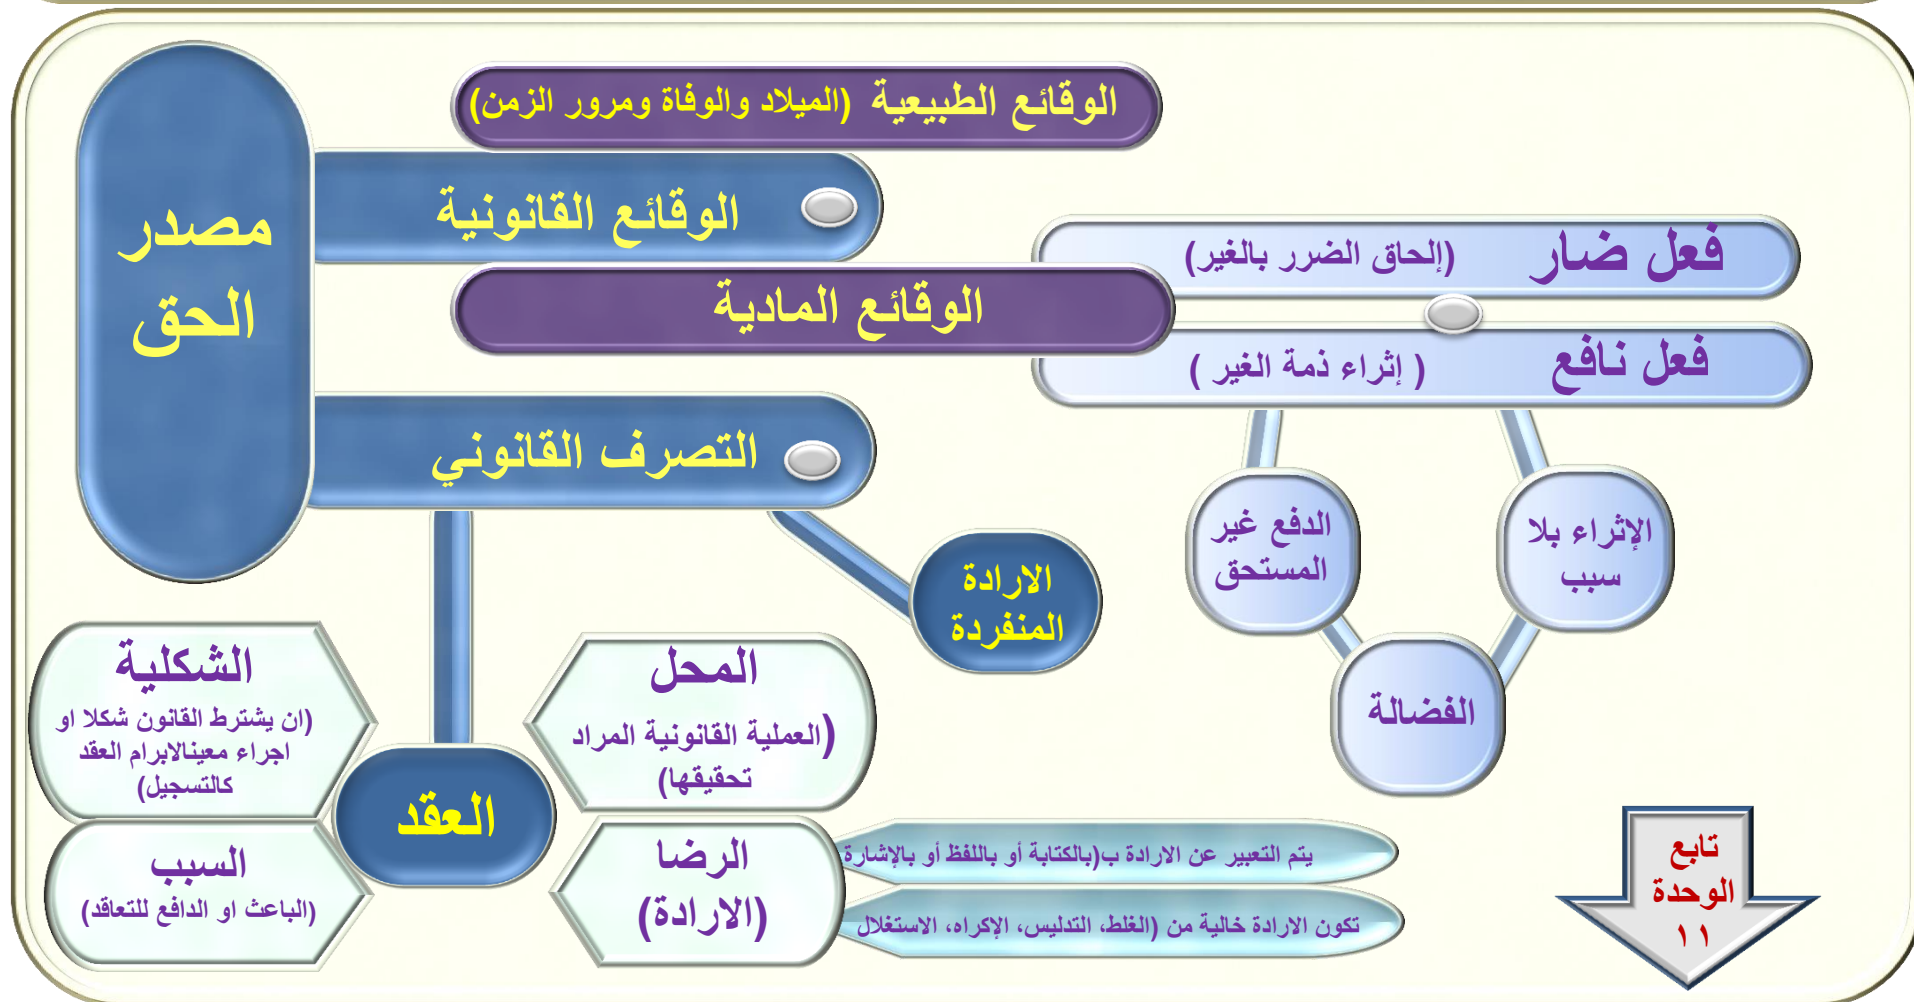 مصدر
الحق
الوقائع الطبيعية (الميلاد والوفاة ومرور الزمن)
الوقائع القانونية
الوقائع المادية
فعل ضار (إلحاق الضرر بالغير)
فعل نافع ( إثراء ذمة الغير )
الإثراء بلا
سبب
الدفع غير
المستحق
الفضالة
التصرف القانوني
الارادة
المنفردة
العقد
المحل
(العملية القانونية المراد
تحقيقها)
الشكلية
(ان يشترط القانون شكلا او
اجراء معينالابرام العقد
كالتسجيل)
الرضا
(الارادة)
يتم التعبير عن الارادة ب(بالكتابة أو باللفظ أو بالإشارة
تكون الارادة خالية من (الغلط، التدليس، الإكراه، الاستغلال
السبب
(الباعث او الدافع للتعاقد)
تابع
الوحدة
١١